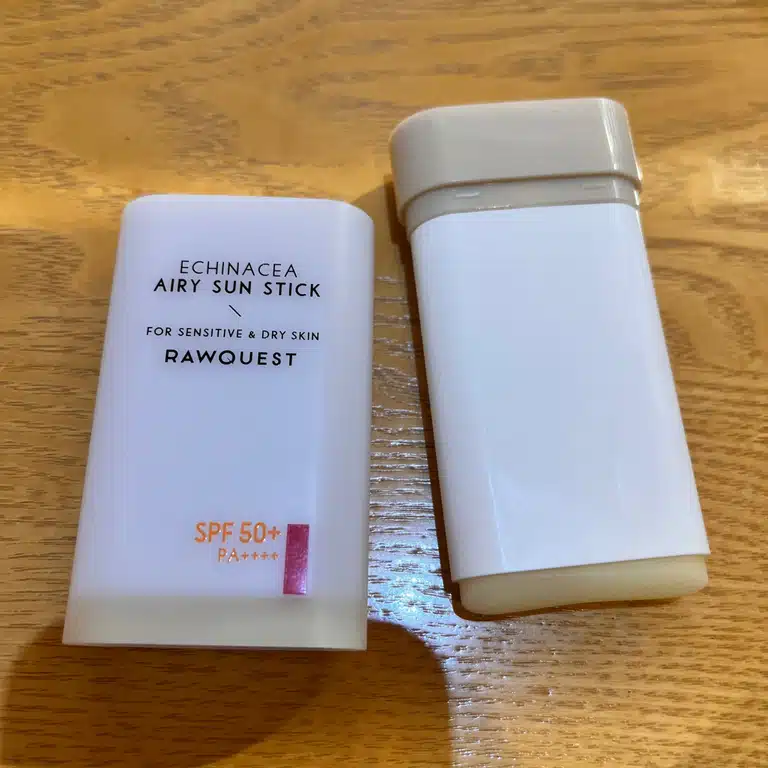 ECHINACEA
AIRY SUN STICK
FOR SENSITIVE & DRY SKIN
RAWQUEST
SPF 50+
PA++++